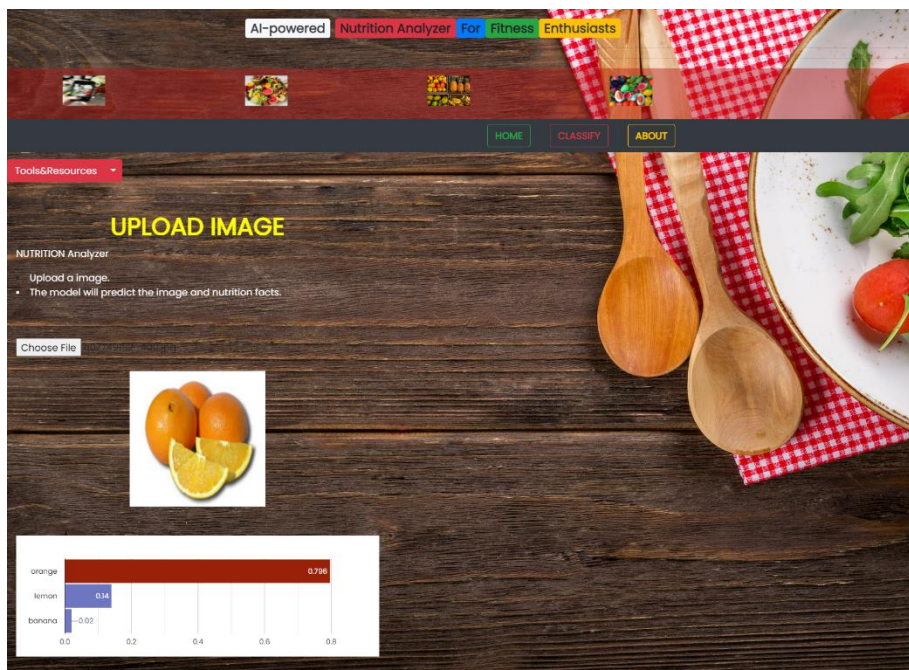 AI-powered Nutrition Analyzer For Fitness Enthusiasts
HOME CLASSIFY ABOUT
Tools&Resources
UPLOAD IMAGE
NUTRITION Analyzer
Upload a image.
The model will predict the image and nutrition facts.
Choose File
orange 0.796
lemon 0.14
banana 0.02
0.0 0.2 0.4 0.6 0.8